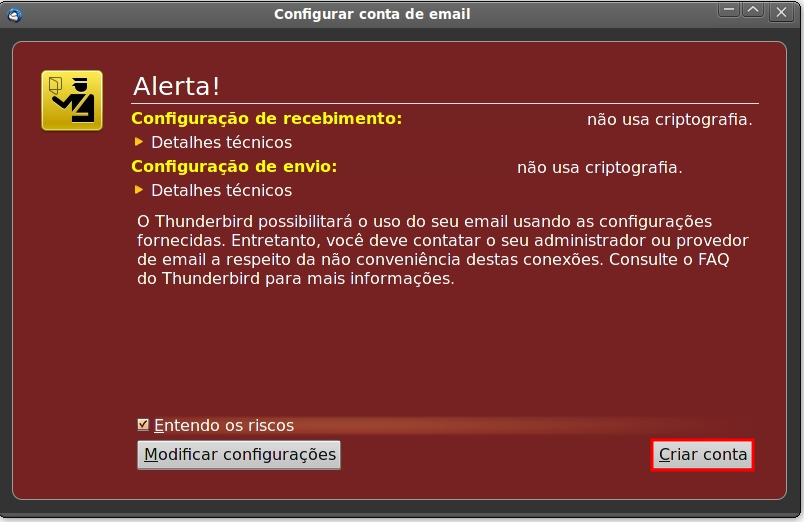 Configurar conta de email
Alerta!
Configuração de recebimento: não usa criptografia.
Detalhes técnicos
Configuração de envio: não usa criptografia.
Detalhes técnicos
O Thunderbird possibilitará o uso do seu email usando as configurações
fornecidas. Entretanto, você deve contatar o seu administrador ou provedor
de email a respeito da não conveniência destas conexões. Consulte o FAQ
do Thunderbird para mais informações.
Entendo os riscos
Modificar configurações Criar conta